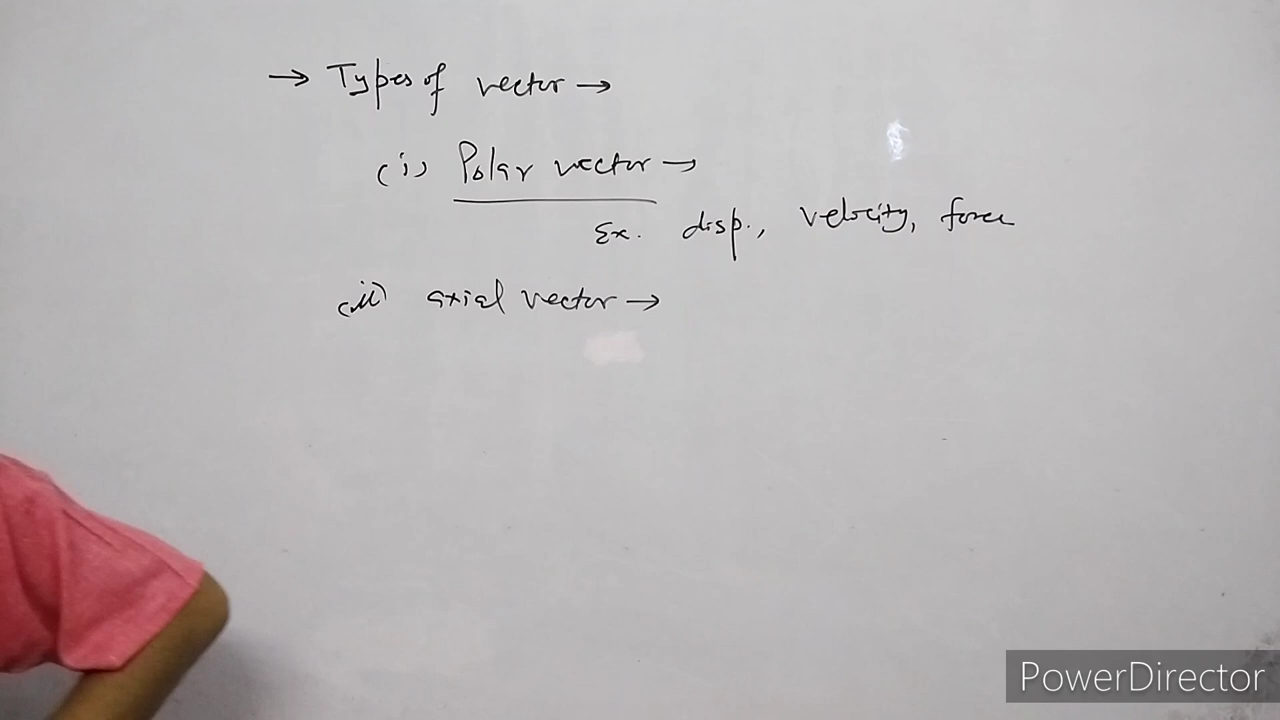 → Types of vector →
(i) Polar vector →
Ex. disp., velocity, force
(ii) axial vector →
PowerDirector